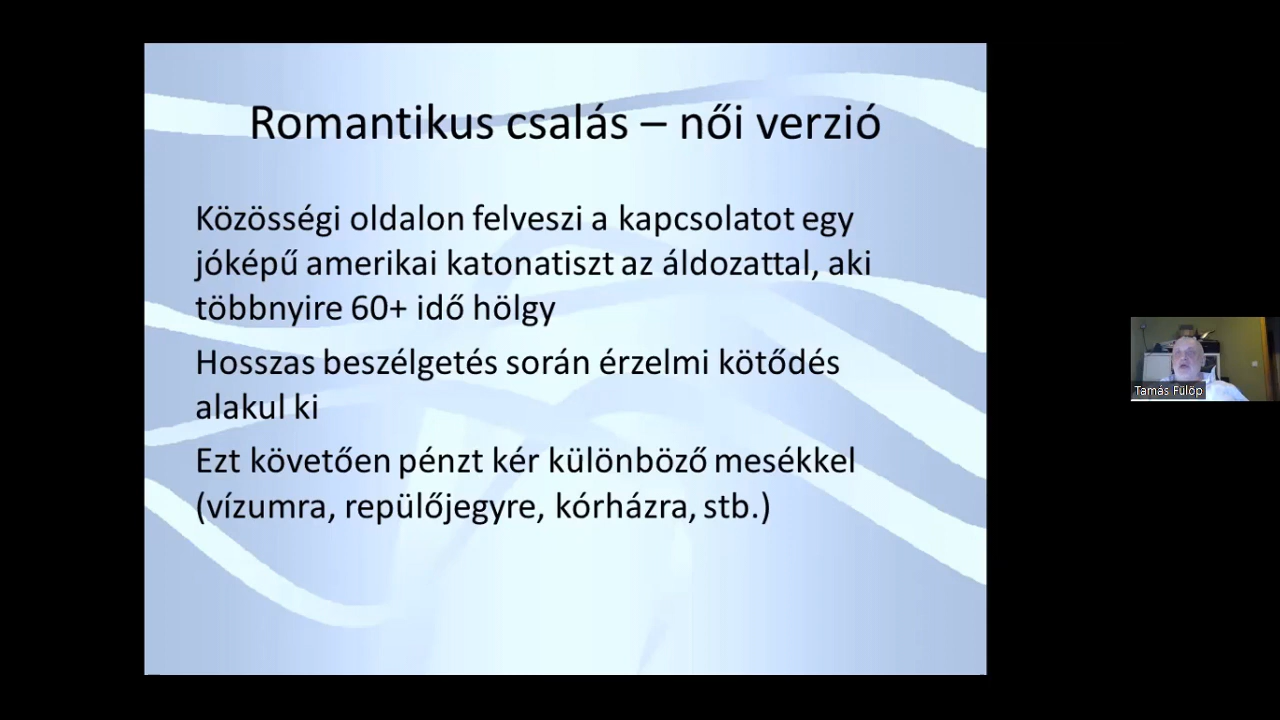 Romantikus csalás – női verzió
Közösségi oldalon felveszi a kapcsolatot egy
jóképű amerikai katonatiszt az áldozattal, aki
többnyire 60+ idő hölgy
Hosszas beszélgetés során érzelmi kötődés
alakul ki
Ezt követően pénzt kér különböző mesékkel
(vízumra, repülőjegyre, kórházra, stb.)
Tamás Fülöp